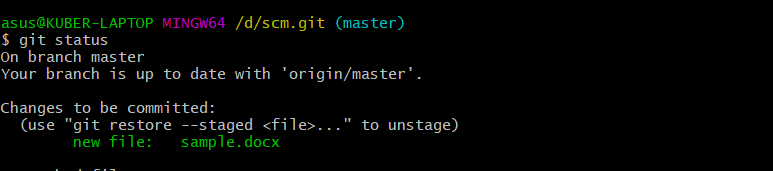 asus@KUBER-LAPTOP MINGW64 /d/scm.git (master)
$ git status
On branch master
Your branch is up to date with 'origin/master'.
Changes to be committed:
(use "git restore --staged <file>..." to unstage)
new file: sample.docx